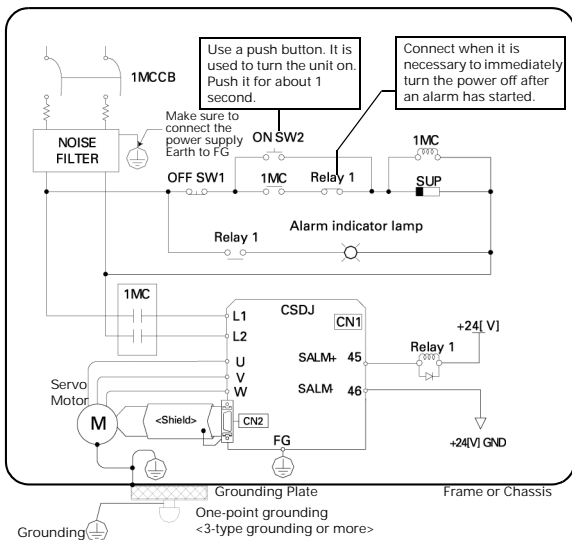 Use a push button. It is
used to turn the unit on.
Push it for about 1
second.
Connect when it is
necessary to immediately
turn the power off after
an alarm has started.
1MCCB
Make sure to
connect the
power supply
Earth to FG
NOISE
FILTER
ON SW2
1MC
OFF SW1
1MC
Relay 1
SUP
Alarm indicator lamp
Relay 1
1MC
CSDJ
L1
CN1
+24[ V]
L2
Relay 1
SALM+ 45
U
V
W
SALM- 46
Servo
Motor
M
<Shield>
CN2
FG
+24[V] GND
Grounding Plate
Frame or Chassis
One-point grounding
<3-type grounding or more>
Grounding